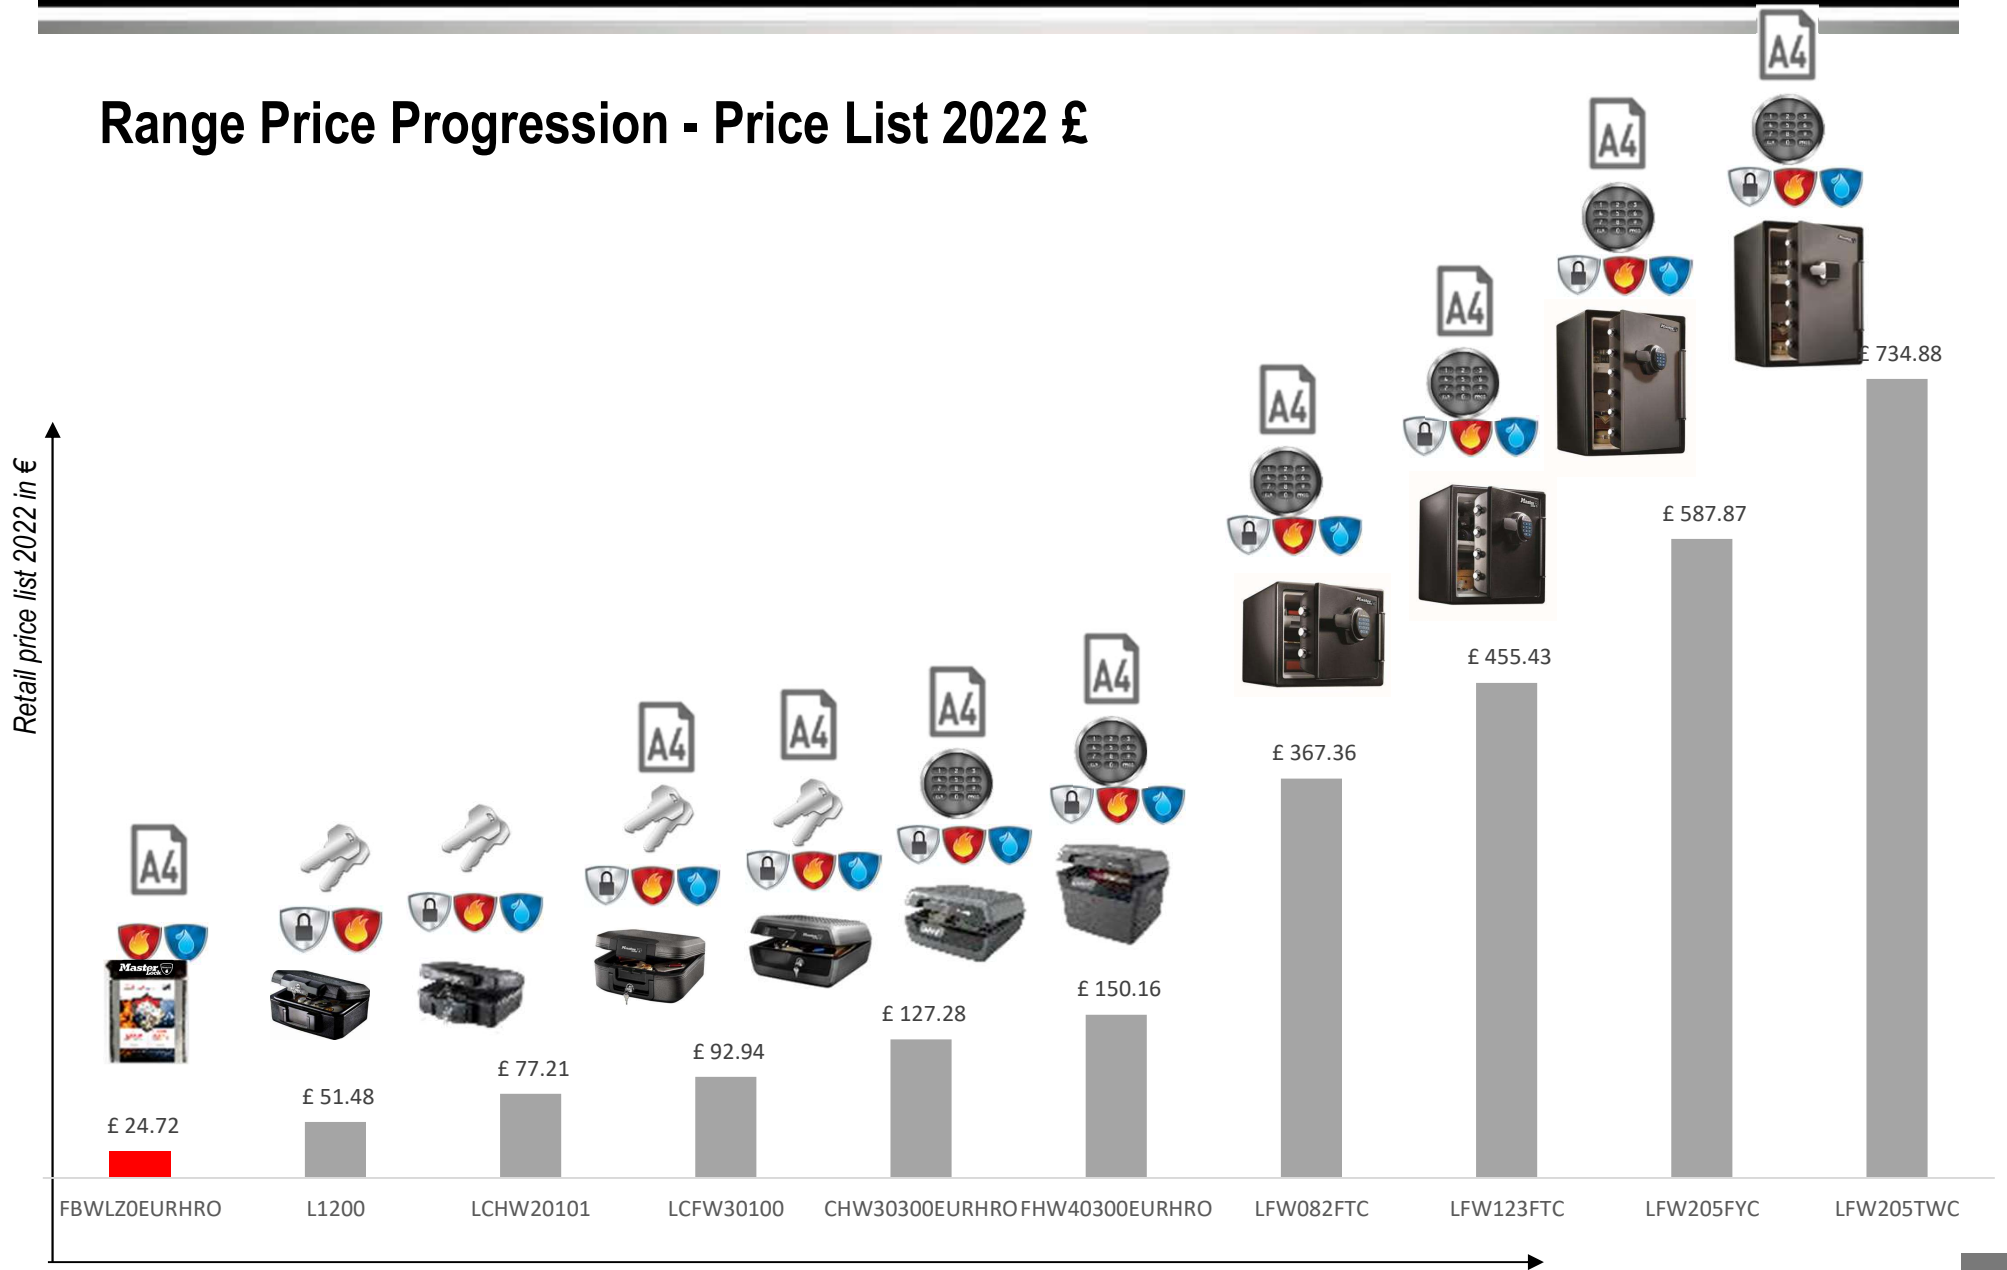 A4
Range Price Progression - Price List 2022 £
A4
A4
£ 734.88
A4
Retail price list 2022 in €
£ 587.87
A4
£ 455.43
A4
A4
A4
£ 367.36
A4
Master
Lock
£ 150.16
£ 127.28
£ 92.94
£ 77.21
£ 51.48
£ 24.72
FBWLZ0EURHRO
L1200
LCHW20101
LCFW30100
CHW30300EURHRO
FHW40300EURHRO
LFW082FTC
LFW123FTC
LFW205FYC
LFW205TWC